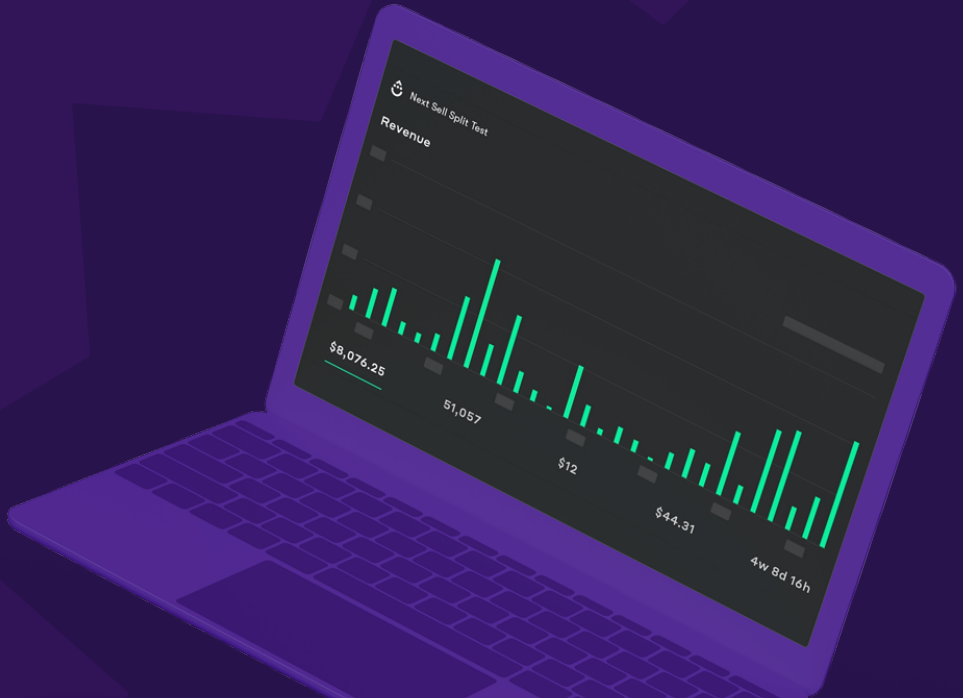 Next Sell Split Test
Revenue
$8,076.25
51,057
$12
$44.31
4w 8d 16h